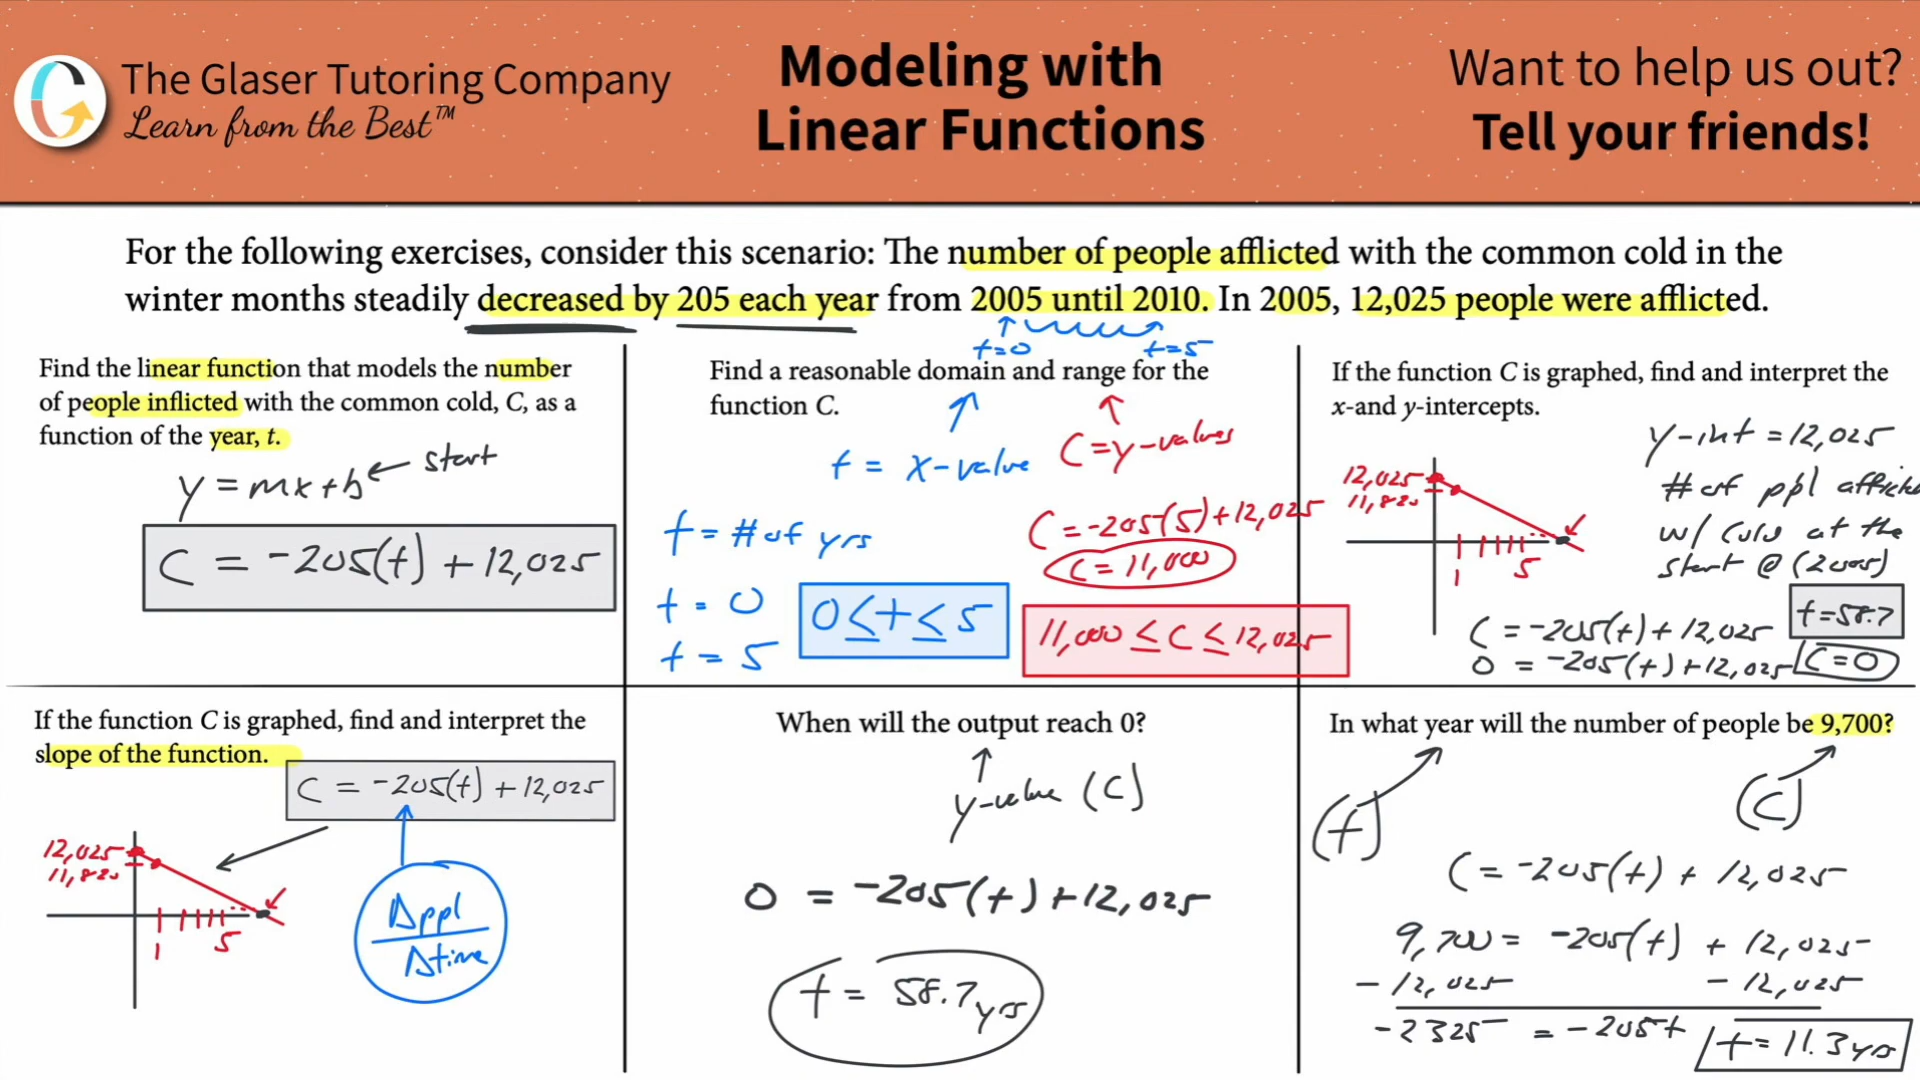 The Glaser Tutoring Company
Learn from the Best™
Modeling with
Linear Functions
Want to help us out?
Tell your friends!
For the following exercises, consider this scenario: The number of people afflicted with the common cold in the
winter months steadily decreased by 205 each year from 2005 until 2010. In 2005, 12,025 people were afflicted.
t=0
t=5
Find the linear function that models the number
of people inflicted with the common cold, C, as a
function of the year, t.
y = mx+b ← start
C = -205(t) + 12,025
Find a reasonable domain and range for the
function C.
t = x-value
C=y-values
t = # of yrs
t = 0
t = 5
0 ≤ t ≤ 5
C = -205(5)+12,025
C = 11,000
11,000 ≤ C ≤ 12,025
If the function C is graphed, find and interpret the
x-and y-intercepts.
y-int = 12,025
# of ppl afflicted
w/ cold at the
start @ (2005)
12,025
11,820
1
5
t=58.7
C = -205(t) + 12,025
0 = -205(t) + 12,025
C=0
If the function C is graphed, find and interpret the
slope of the function.
C = -205(t) + 12,025
12,025
11,820
1
5
Δppl
Δtime
When will the output reach 0?
y-value (C)
0 = -205(t)+12,025
t = 58.7 yrs
In what year will the number of people be 9,700?
(t)
(C)
C = -205(t) + 12,025
9,700 = -205(t) + 12,025
-12,025 - 12,025
-2325 = -205t
t= 11.3 yrs